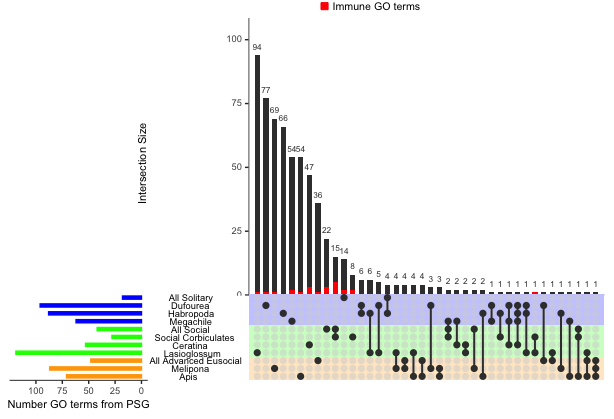 Immune GO terms
100
75
50
25
0
Intersection Size
94
77
69
66
54 54
47
36
22
15 14
8
6 6 5 4 4 4 4 4 3 3 2 2 2 2 2 1 1 1 1 1 1 1 1 1 1 1 1 1
All Solitary
Dufourea
Habropoda
Megachile
All Social
Social Corbiculates
Ceratina
Lasioglossum
All Advanced Eusocial
Melipona
Apis
100 75 50 25 0
Number GO terms from PSG